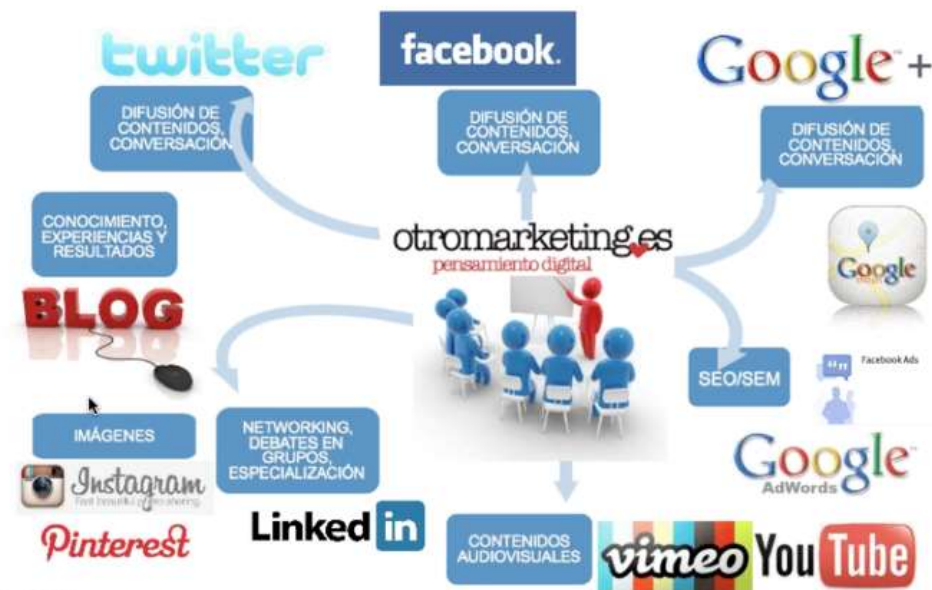 twitter
facebook.
Google +
DIFUSIÓN DE
CONTENIDOS,
CONVERSACIÓN
DIFUSIÓN DE
CONTENIDOS,
CONVERSACIÓN
DIFUSIÓN DE
CONTENIDOS,
CONVERSACIÓN
CONOCIMIENTO,
EXPERIENCIAS Y
RESULTADOS
BLOG
otromarketing.es
pensamiento digital
Google
SEO/SEM
Facebook Ads
IMÁGENES
Instagram
Pinterest
NETWORKING,
DEBATES EN
GRUPOS,
ESPECIALIZACIÓN
Linked in
Google
AdWords
CONTENIDOS
AUDIOVISUALES
vimeo
YouTube